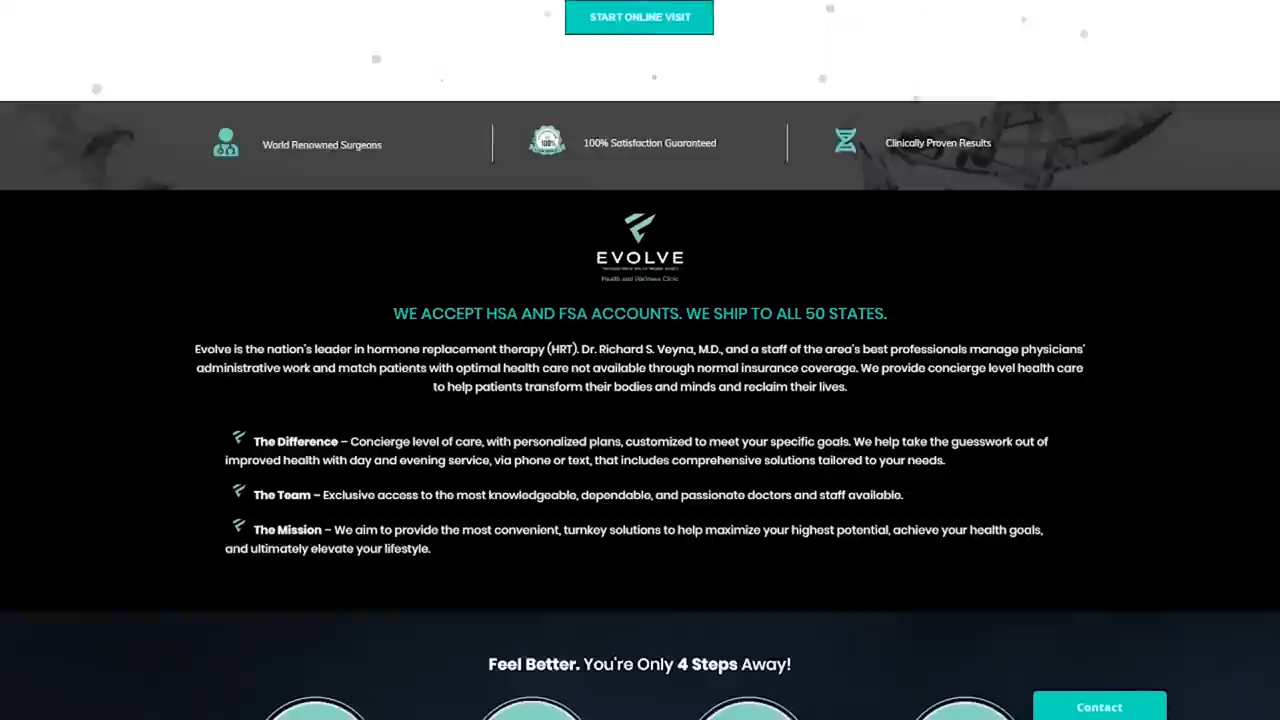 START ONLINE VISIT
World Renowned Surgeons
100%
100% Satisfaction Guaranteed
Clinically Proven Results
EVOLVE
Health and Wellness Clinic
WE ACCEPT HSA AND FSA ACCOUNTS. WE SHIP TO ALL 50 STATES.
Evolve is the nation's leader in hormone replacement therapy (HRT). Dr. Richard S. Veyna, M.D., and a staff of the area's best professionals manage physicians'
administrative work and match patients with optimal health care not available through normal insurance coverage. We provide concierge level health care
to help patients transform their bodies and minds and reclaim their lives.
The Difference – Concierge level of care, with personalized plans, customized to meet your specific goals. We help take the guesswork out of
improved health with day and evening service, via phone or text, that includes comprehensive solutions tailored to your needs.
The Team – Exclusive access to the most knowledgeable, dependable, and passionate doctors and staff available.
The Mission – We aim to provide the most convenient, turnkey solutions to help maximize your highest potential, achieve your health goals,
and ultimately elevate your lifestyle.
Feel Better. You're Only 4 Steps Away!
Contact